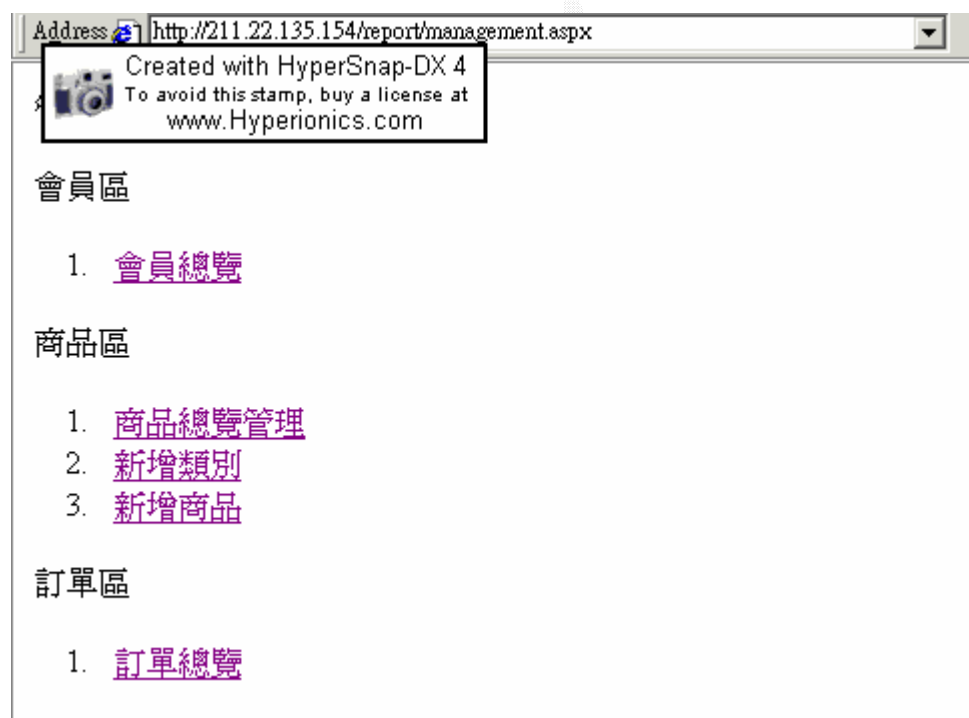 Address http://211.22.135.154/report/management.aspx
Created with HyperSnap-DX 4
To avoid this stamp, buy a license at
www.Hyperionics.com
會員區
1. 會員總覽
商品區
1. 商品總覽管理
2. 新增類別
3. 新增商品
訂單區
1. 訂單總覽